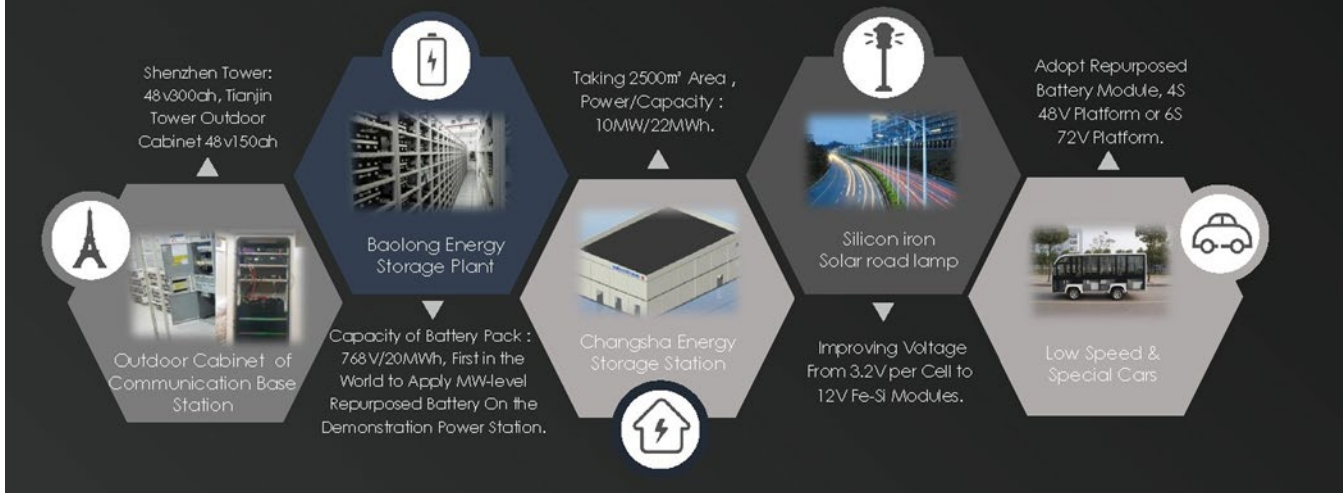 Shenzhen Tower:
48v300ah, Tianjin
Tower Outdoor
Cabinet 48v150ah
Outdoor Cabinet of
Communication Base
Station
Baolong Energy
Storage Plant
Capacity of Battery Pack :
768V/20MWh, First in the
World to Apply MW-level
Repurposed Battery On the
Demonstration Power Station.
Taking 2500㎡ Area ,
Power/Capacity :
10MW/22MWh.
Changsha Energy
Storage Station
Silicon iron
Solar road lamp
Improving Voltage
From 3.2V per Cell to
12V Fe-Si Modules.
Adopt Repurposed
Battery Module, 4S
48V Platform or 6S
72V Platform.
Low Speed &
Special Cars